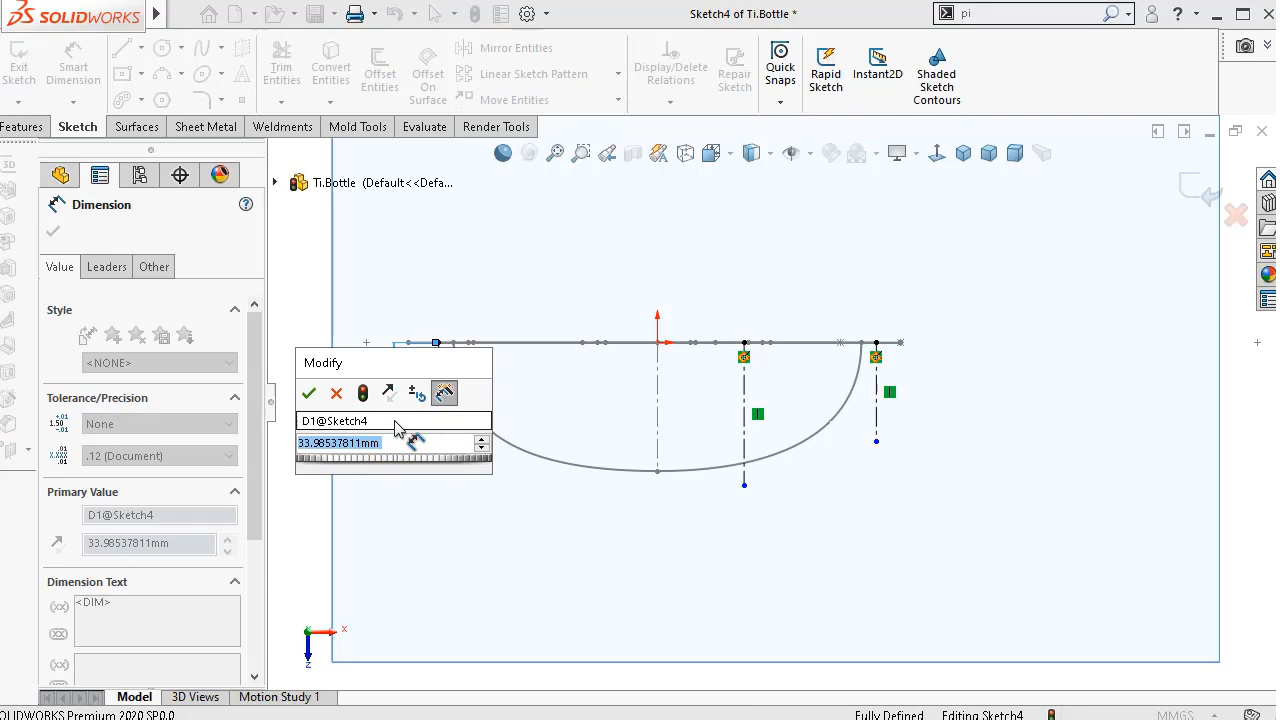 SOLIDWORKS
Sketch4 of Ti.Bottle *
pi
Exit Sketch
Smart Dimension
Trim Entities
Convert Entities
Offset Entities
Offset On Surface
Mirror Entities
Linear Sketch Pattern
Move Entities
Display/Delete Relations
Repair Sketch
Quick Snaps
Rapid Sketch
Instant2D
Shaded Sketch Contours
Features
Sketch
Surfaces
Sheet Metal
Weldments
Mold Tools
Evaluate
Render Tools
Ti.Bottle (Default<<Defa...
Dimension
Value
Leaders
Other
Style
<NONE>
Tolerance/Precision
None
.12 (Document)
Primary Value
D1@Sketch4
33.98537811mm
Dimension Text
<DIM>
Modify
D1@Sketch4
33.98537811mm
x
z
Model
3D Views
Motion Study 1
SOLIDWORKS Premium 2020 SP0.0
Fully Defined
Editing Sketch4
MMGS